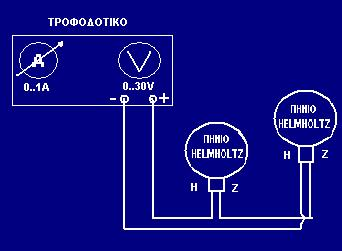 ΤΡΟΦΟΔΟΤΙΚΟ
A
V
0..1A
0..30V
- +
ΠΗΝΙΟ
HELMHOLTZ
H
Z
ΠΗΝΙΟ
HELMHOLTZ
H
Z